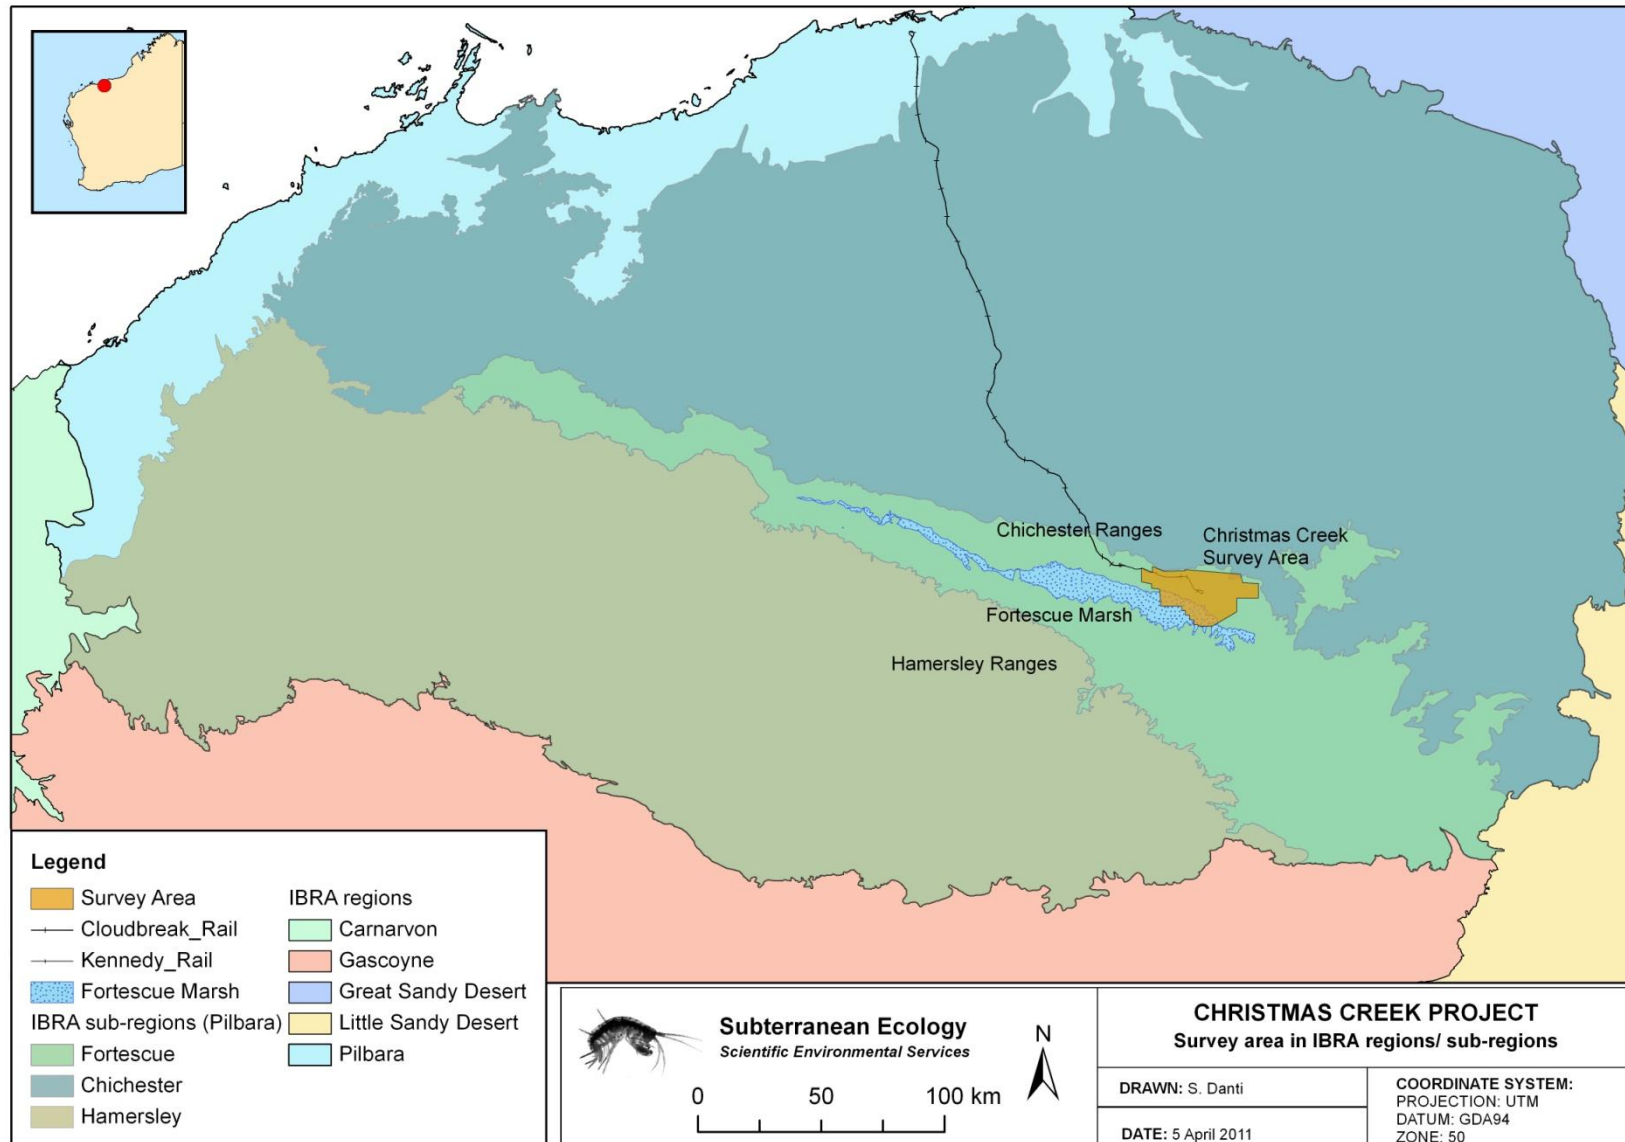 Chichester Ranges
Christmas Creek
Survey Area
Fortescue Marsh
Hamersley Ranges
Legend
Survey Area
Cloudbreak_Rail
Kennedy_Rail
Fortescue Marsh
IBRA sub-regions (Pilbara)
Fortescue
Chichester
Hamersley
IBRA regions
Carnarvon
Gascoyne
Great Sandy Desert
Little Sandy Desert
Pilbara
Subterranean Ecology
Scientific Environmental Services
0 50 100 km
N
CHRISTMAS CREEK PROJECT
Survey area in IBRA regions/ sub-regions
DRAWN: S. Danti
DATE: 5 April 2011
COORDINATE SYSTEM:
PROJECTION: UTM
DATUM: GDA94
ZONE: 50